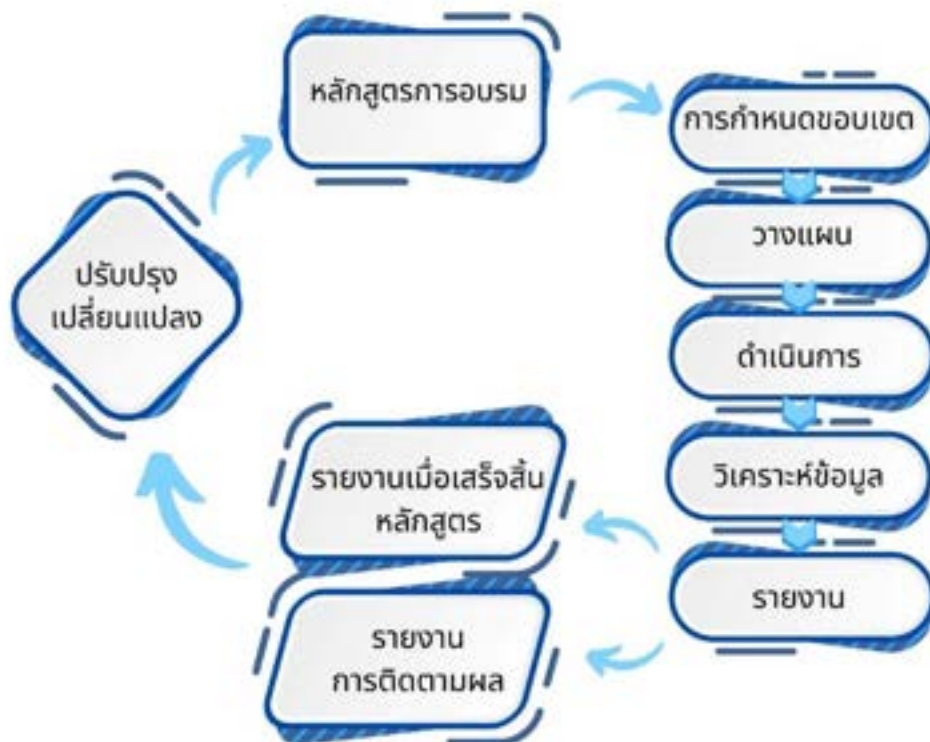 หลักสูตรการอบรม
การกำหนดขอบเขต
วางแผน
ดำเนินการ
วิเคราะห์ข้อมูล
รายงาน
รายงานเมื่อเสร็จสิ้น
หลักสูตร
รายงาน
การติดตามผล
ปรับปรุง
เปลี่ยนแปลง